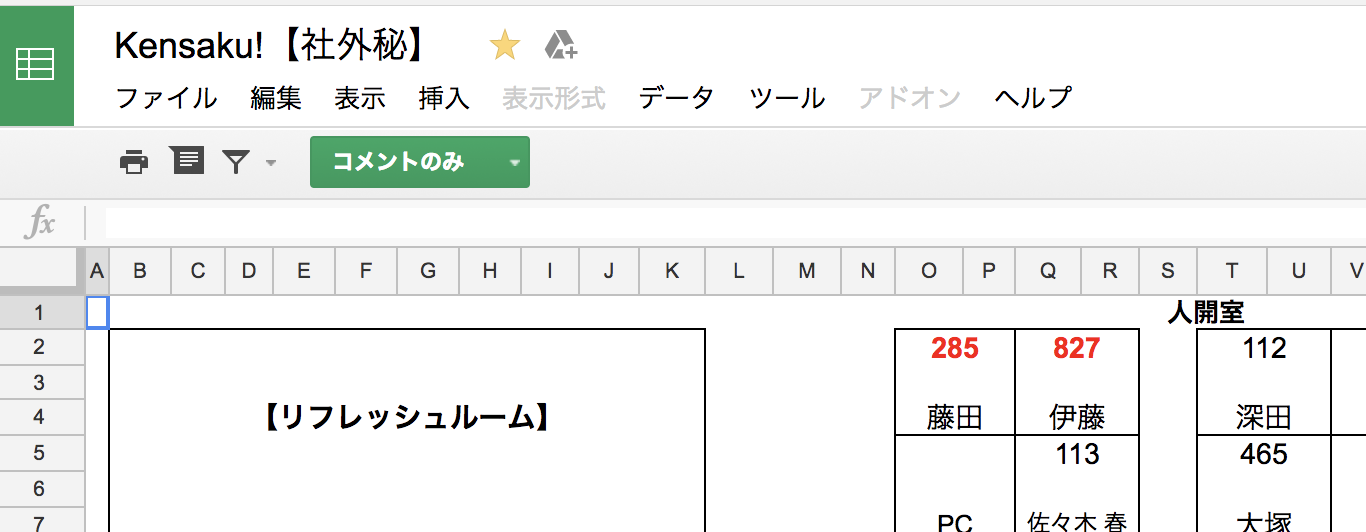 Kensaku!【社外秘】
ファイル 編集 表示 挿入 表示形式 データ ツール アドオン ヘルプ
コメントのみ
fx
A B C D E F G H I J K L M N O P Q R S T U V
1 人開室
2 285 827 112
3
4 【リフレッシュルーム】 藤田 伊藤 深田
5 113 465
6
7 PC 佐々木 春 大塚